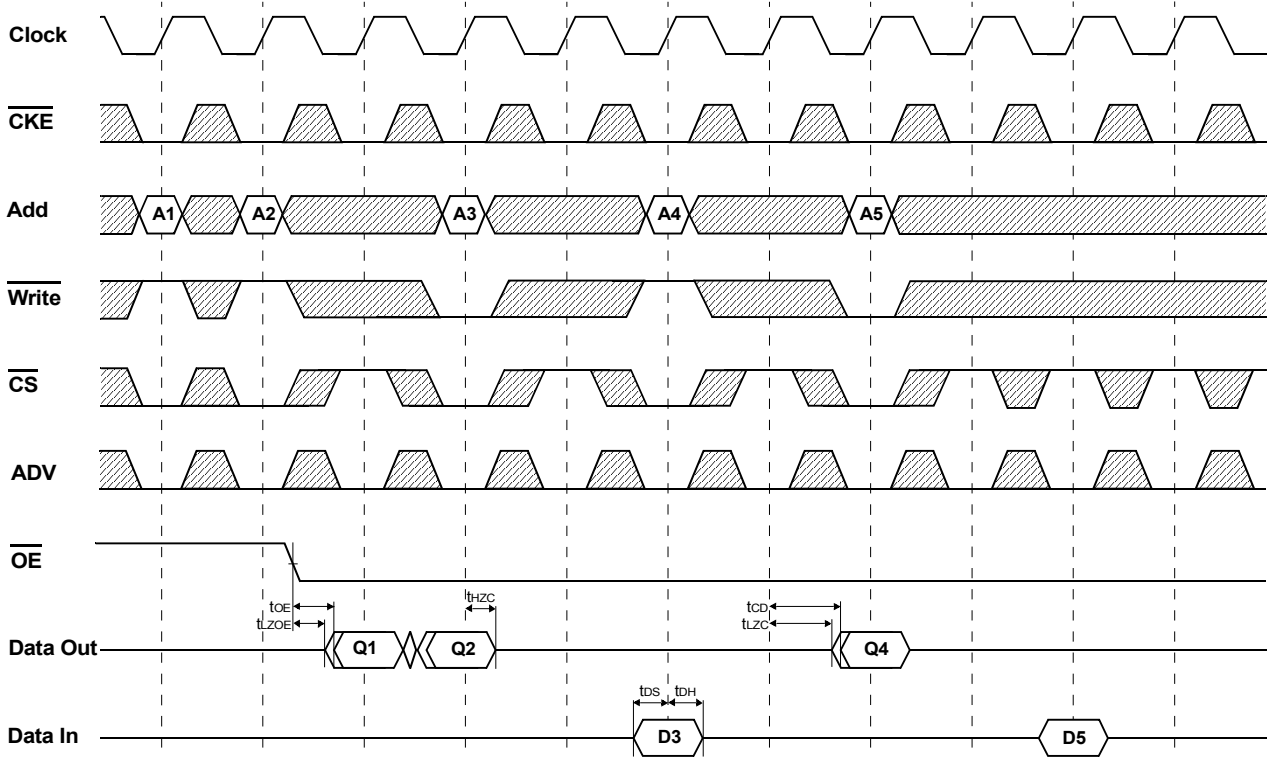 Clock
CKE
Add
A1 A2 A3 A4 A5
Write
CS
ADV
OE
tOE tHZC tCD
tLZOE tLZC
Data Out
Q1 Q2 Q4
tDS tDH
Data In
D3 D5